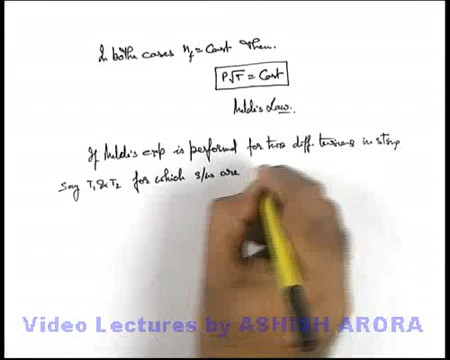 In both cases ηf = Const Then.
P√T = Const
Melde's Law.
If Melde's exp is performed for two diff. tensions in string
say T₁ & T₂ for which s/w are
Video Lectures by ASHISH ARORA